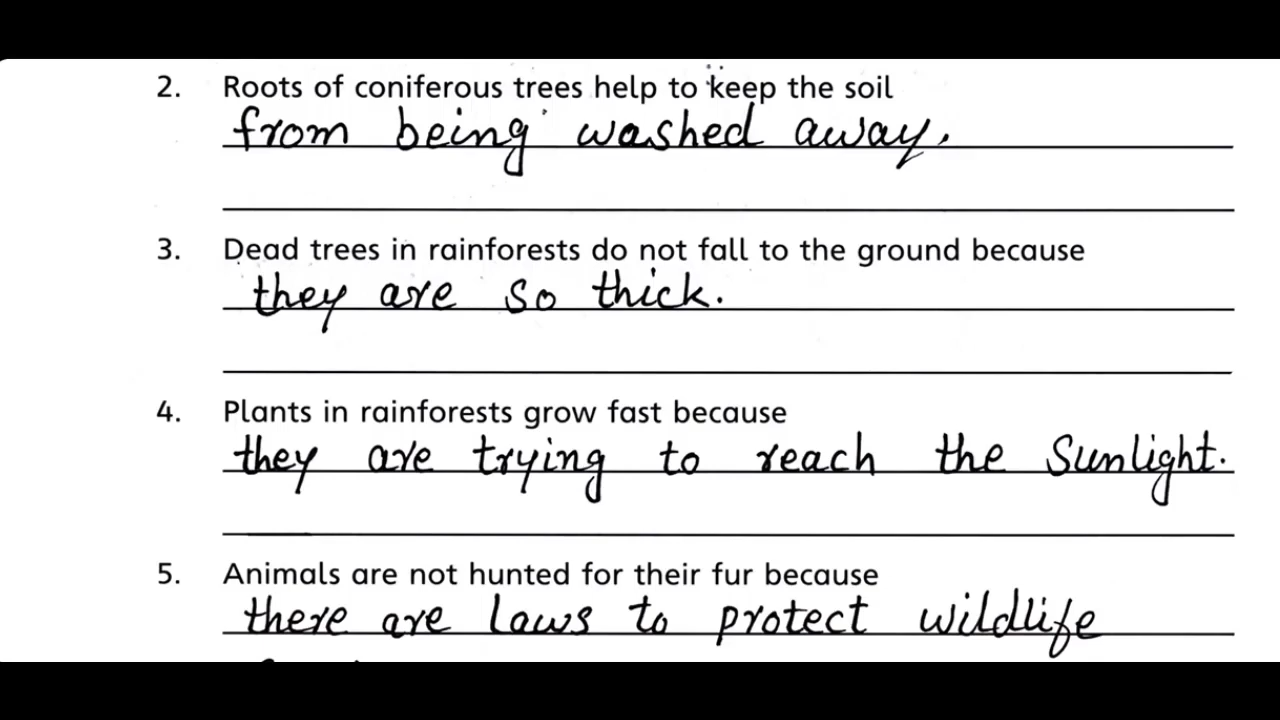 2. Roots of coniferous trees help to keep the soil
from being washed away.
3. Dead trees in rainforests do not fall to the ground because
they are so thick.
4. Plants in rainforests grow fast because
they are trying to reach the Sunlight.
5. Animals are not hunted for their fur because
there are laws to protect wildlife